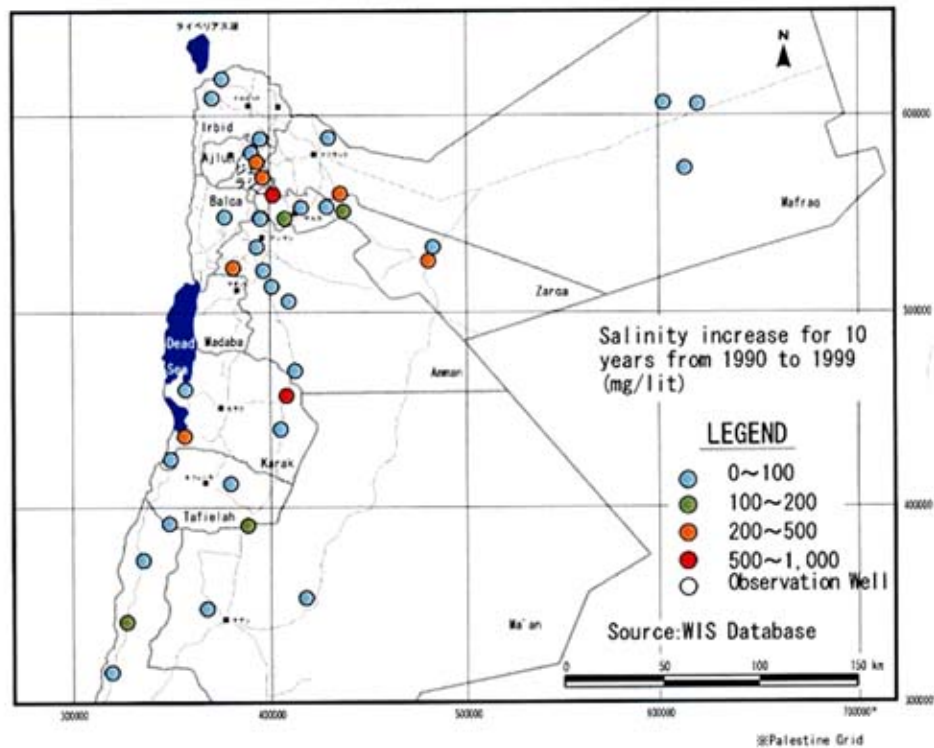 タイベリアス湖
N
600000
Irbid
Ajlun
Balqa
Mafraq
Zarqa
500000
Salinity increase for 10
years from 1990 to 1999
(mg/lit)
Dead
Sea
Madaba
Amman
LEGEND
0～100
100～200
200～500
500～1,000
Observation Well
Karak
400000
Tafielah
Ma'an
Source:WIS Database
0 50 100 150 km
300000
300000 400000 500000 600000 700000*
※Palestine Grid